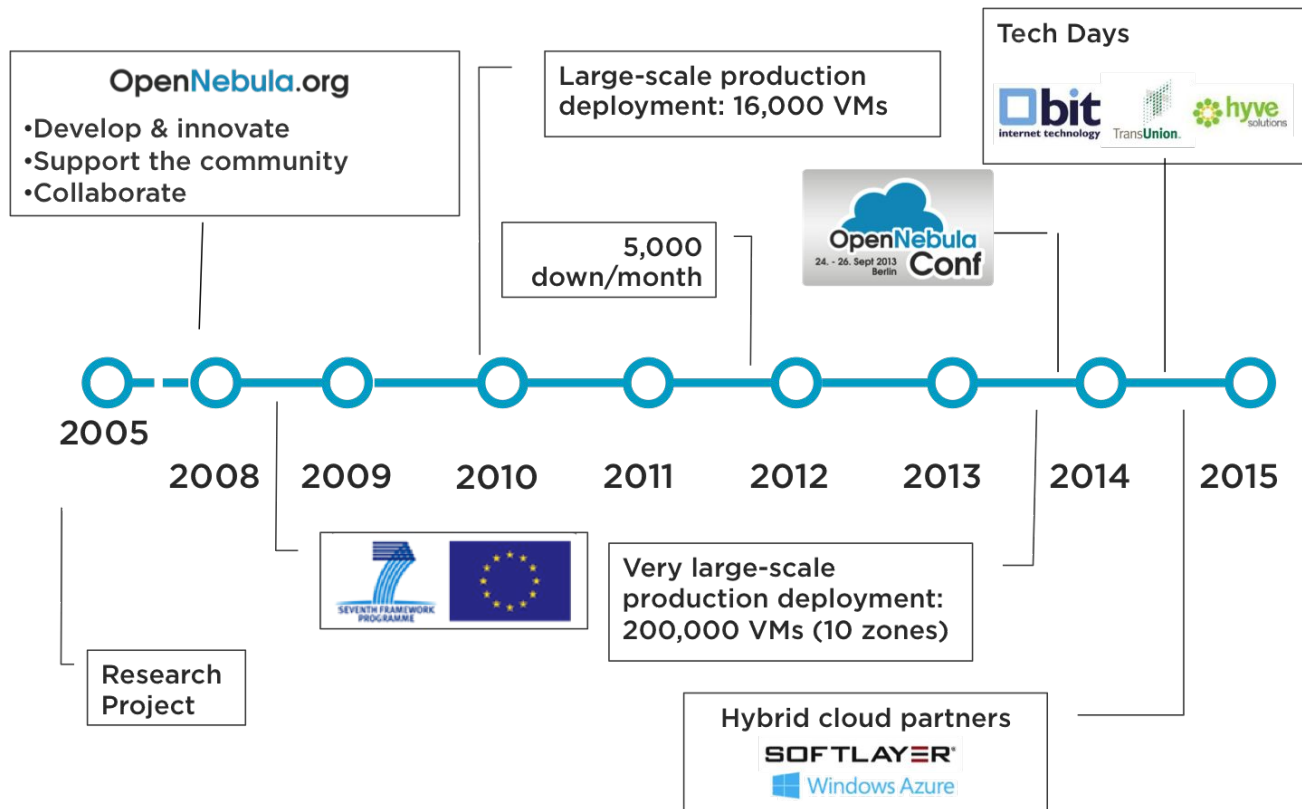 OpenNebula.org
•Develop & innovate
•Support the community
•Collaborate
Large-scale production
deployment: 16,000 VMs
Tech Days
bit
internet technology
TransUnion.
hyve
solutions
5,000
down/month
OpenNebula
24. - 26. Sept 2013
Berlin
Conf
2005
2008
2009
2010
2011
2012
2013
2014
2015
7
SEVENTH FRAMEWORK
PROGRAMME
Very large-scale
production deployment:
200,000 VMs (10 zones)
Research
Project
Hybrid cloud partners
SOFTLAYER®
Windows Azure